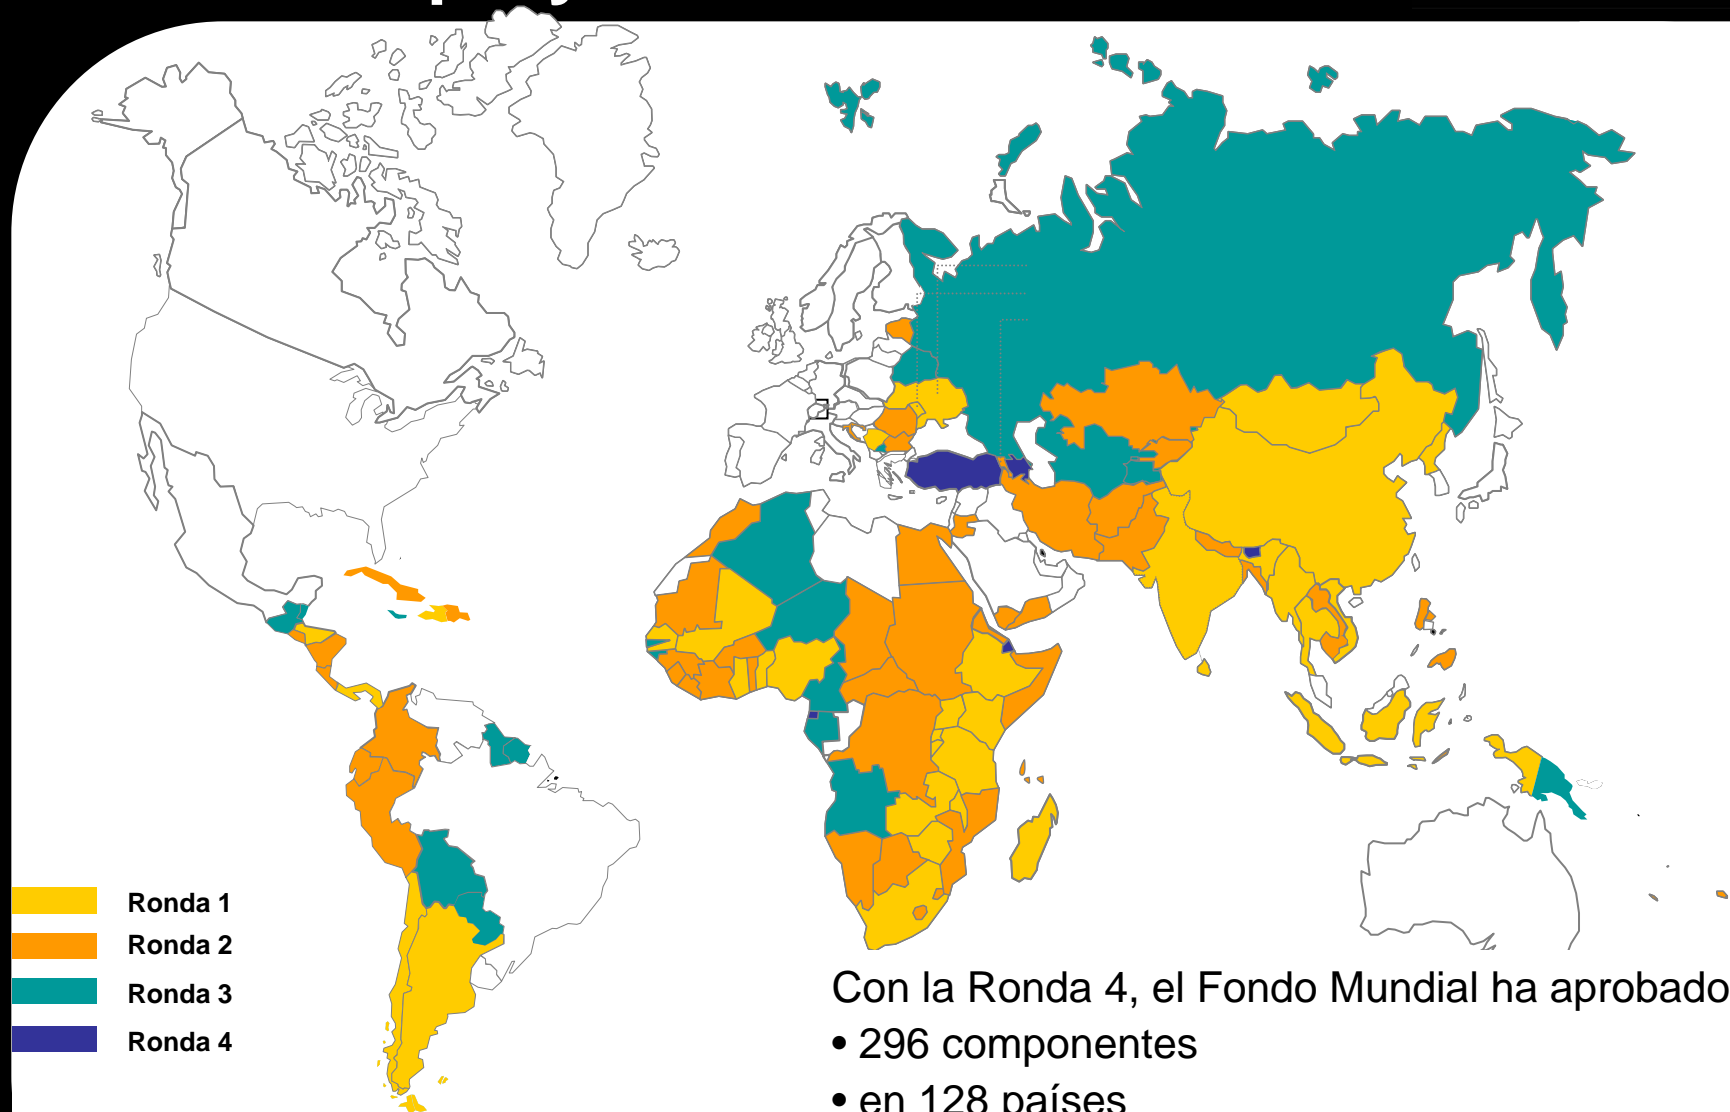 Ronda 1
Ronda 2
Ronda 3
Ronda 4
Con la Ronda 4, el Fondo Mundial ha aprobado
• 296 componentes
• en 128 países